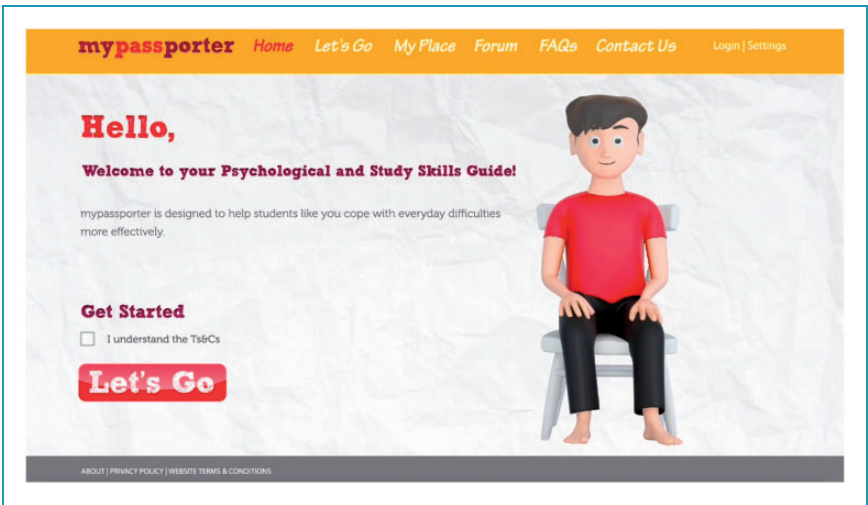 mypassporter Home Let's Go My Place Forum FAQs Contact Us Login | Settings
Hello,
Welcome to your Psychological and Study Skills Guide!
mypassporter is designed to help students like you cope with everyday difficulties
more effectively.
Get Started
I understand the Ts&Cs
Let's Go
ABOUT | PRIVACY POLICY | WEBSITE TERMS & CONDITIONS